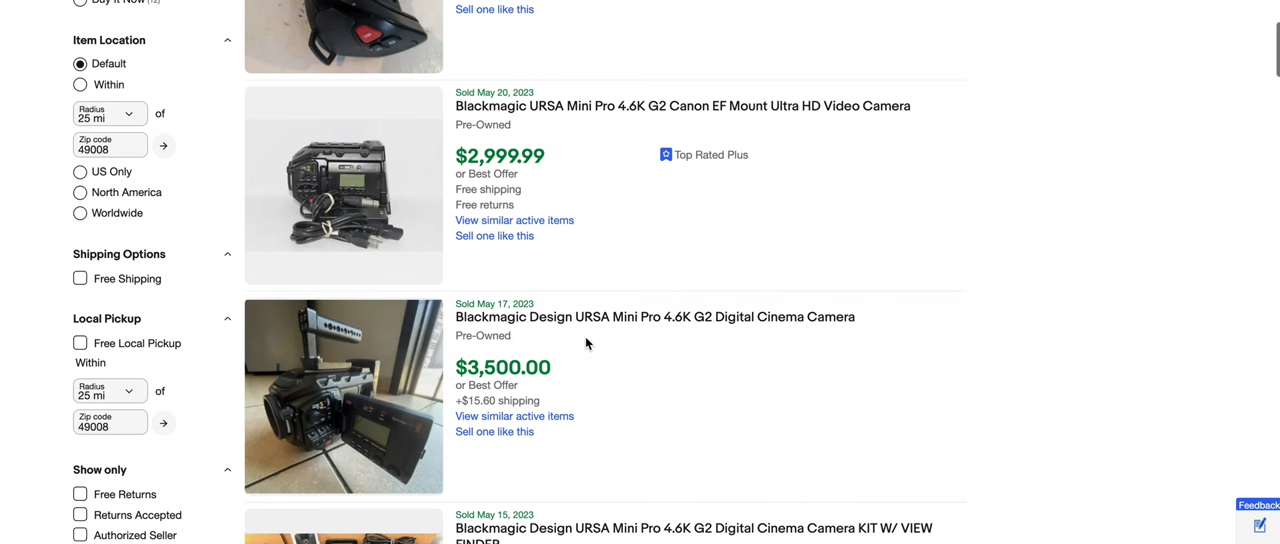 Buy It Now (12)
Item Location
Default
Within
Radius
25 mi
of
Zip code
49008
US Only
North America
Worldwide
Shipping Options
Free Shipping
Local Pickup
Free Local Pickup
Within
Radius
25 mi
of
Zip code
49008
Show only
Free Returns
Returns Accepted
Authorized Seller
Sell one like this
Sold May 20, 2023
Blackmagic URSA Mini Pro 4.6K G2 Canon EF Mount Ultra HD Video Camera
Pre-Owned
$2,999.99
Top Rated Plus
or Best Offer
Free shipping
Free returns
View similar active items
Sell one like this
Sold May 17, 2023
Blackmagic Design URSA Mini Pro 4.6K G2 Digital Cinema Camera
Pre-Owned
$3,500.00
or Best Offer
+$15.60 shipping
View similar active items
Sell one like this
Sold May 15, 2023
Blackmagic Design URSA Mini Pro 4.6K G2 Digital Cinema Camera KIT W/ VIEW
FINDER
Feedback